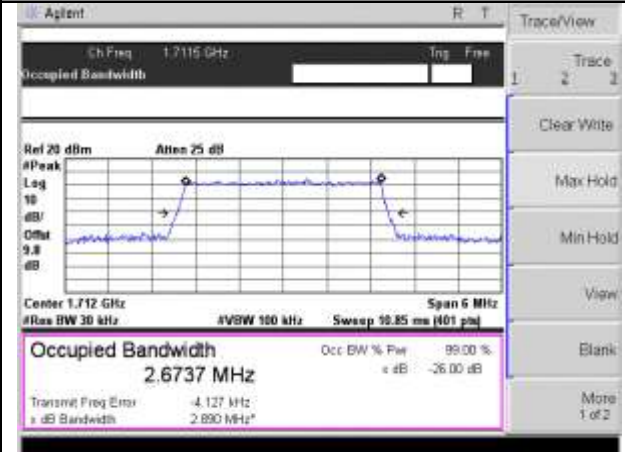 Agilent R T
Ch Freq 1.7115 GHz Trig Free
Occupied Bandwidth
Ref 20 dBm Atten 25 dB
#Peak
Log
10
dB/
Offst
9.8
dB
Center 1.712 GHz Span 6 MHz
#Res BW 30 kHz #VBW 100 kHz Sweep 10.85 ms (401 pts)
Occupied Bandwidth
2.6737 MHz
Occ BW % Pwr 99.00 %
x dB -26.00 dB
Transmit Freq Error -4.127 kHz
x dB Bandwidth 2.890 MHz*
Trace/View
Trace
1 2 3
Clear Write
Max Hold
Min Hold
View
Blank
More
1 of 2